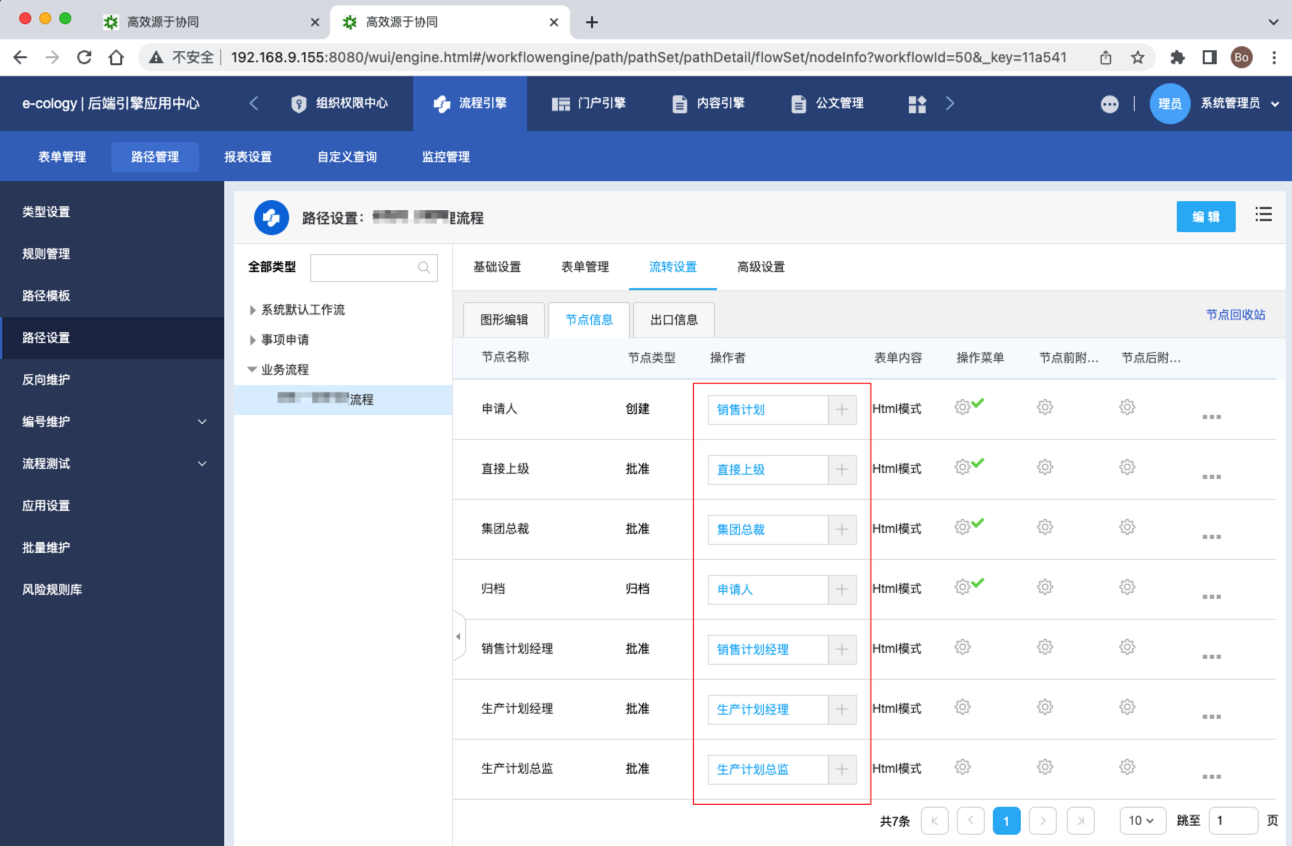 高效源于协同
高效源于协同
不安全 192.168.9.155:8080/wui/engine.html#/workflowengine/path/pathSet/pathDetail/flowSet/nodeInfo?workflowId=50&_key=11a541
Bo
e-cology | 后端引擎应用中心 组织权限中心 流程引擎 门户引擎 内容引擎 公文管理 理员 系统管理员
表单管理 路径管理 报表设置 自定义查询 监控管理
类型设置
规则管理
路径模板
路径设置
反向维护
编号维护
流程测试
应用设置
批量维护
风险规则库
路径设置： 流程
编 辑
全部类型
系统默认工作流
事项申请
业务流程
流程
基础设置 表单管理 流转设置 高级设置
图形编辑 节点信息 出口信息 节点回收站
节点名称 节点类型 操作者 表单内容 操作菜单 节点前附... 节点后附...
申请人 创建 销售计划 Html模式
直接上级 批准 直接上级 Html模式
集团总裁 批准 集团总裁 Html模式
归档 归档 申请人 Html模式
销售计划经理 批准 销售计划经理 Html模式
生产计划经理 批准 生产计划经理 Html模式
生产计划总监 批准 生产计划总监 Html模式
共7条 1 10 跳至 1 页